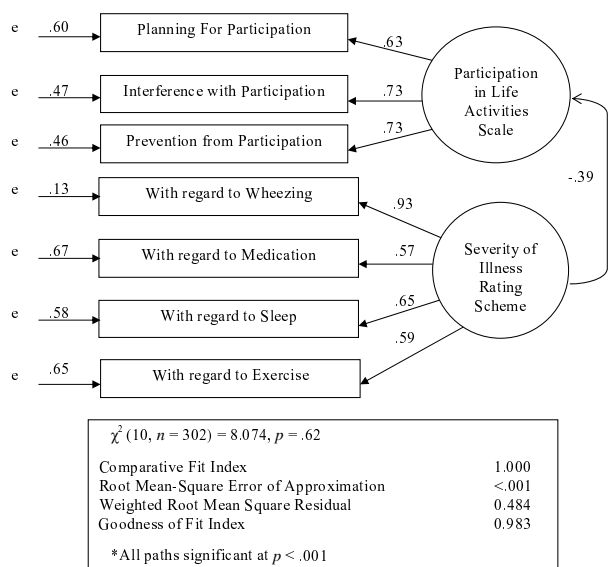 e .60 Planning For Participation .63
Participation
in Life
Activities
Scale
e .47 Interference with Participation .73
e .46 Prevention from Participation .73
-.39
e .13 With regard to Wheezing .93
Severity of
Illness
Rating
Scheme
e .67 With regard to Medication .57
e .58 With regard to Sleep .65
e .65 With regard to Exercise .59
χ² (10, n = 302) = 8.074, p = .62
Comparative Fit Index 1.000
Root Mean-Square Error of Approximation <.001
Weighted Root Mean Square Residual 0.484
Goodness of Fit Index 0.983
*All paths significant at p < .001